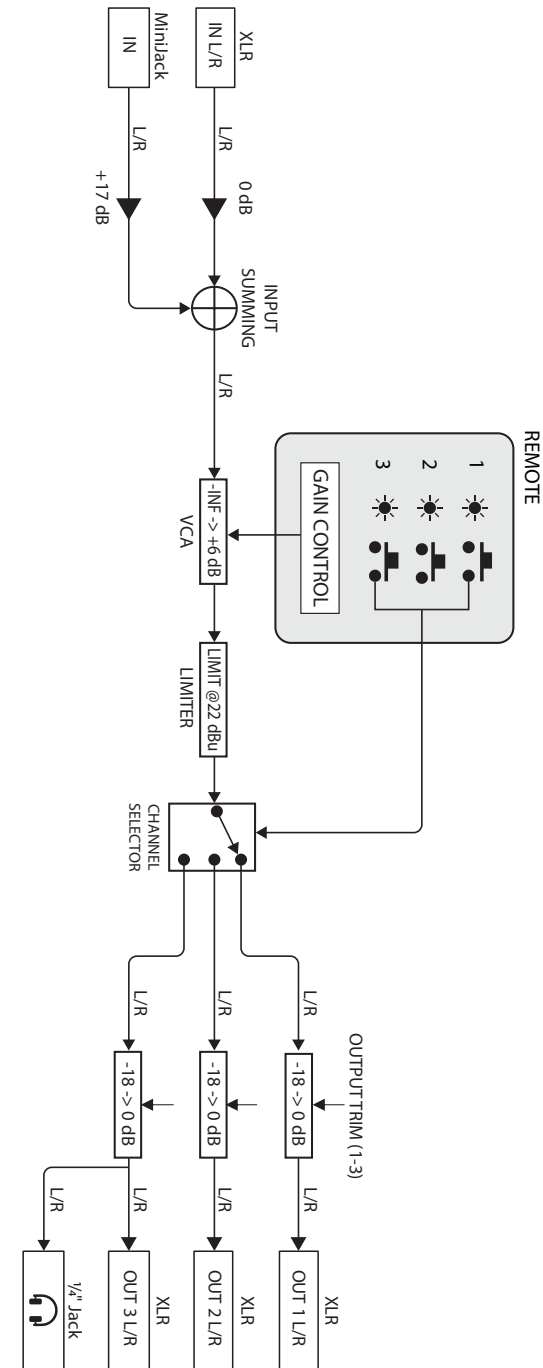 REMOTE
1
2
3
GAIN CONTROL
XLR
IN L/R
L/R
0 dB
MiniJack
IN
L/R
+17 dB
INPUT
SUMMING
L/R
-INF -> +6 dB
VCA
LIMIT @22 dBu
LIMITER
CHANNEL
SELECTOR
OUTPUT TRIM (1-3)
L/R
-18 -> 0 dB
L/R
XLR
OUT 1 L/R
L/R
-18 -> 0 dB
L/R
XLR
OUT 2 L/R
L/R
-18 -> 0 dB
L/R
XLR
OUT 3 L/R
L/R
¼" Jack